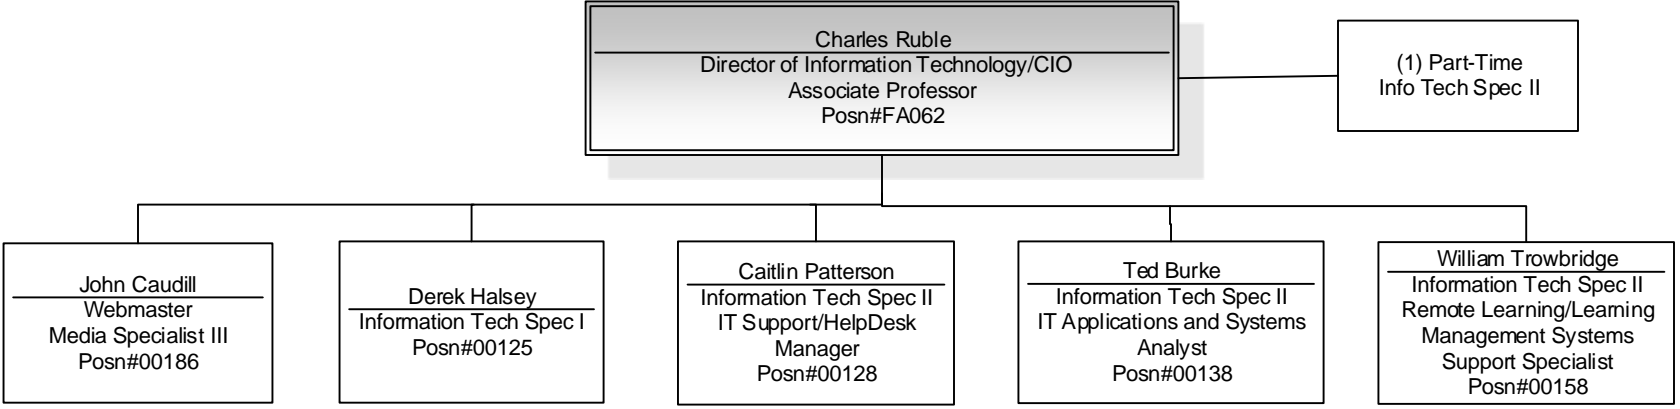 Charles Ruble
Director of Information Technology/CIO
Associate Professor
Posn#FA062
(1) Part-Time
Info Tech Spec II
John Caudill
Webmaster
Media Specialist III
Posn#00186
Derek Halsey
Information Tech Spec I
Posn#00125
Caitlin Patterson
Information Tech Spec II
IT Support/HelpDesk
Manager
Posn#00128
Ted Burke
Information Tech Spec II
IT Applications and Systems
Analyst
Posn#00138
William Trowbridge
Information Tech Spec II
Remote Learning/Learning
Management Systems
Support Specialist
Posn#00158